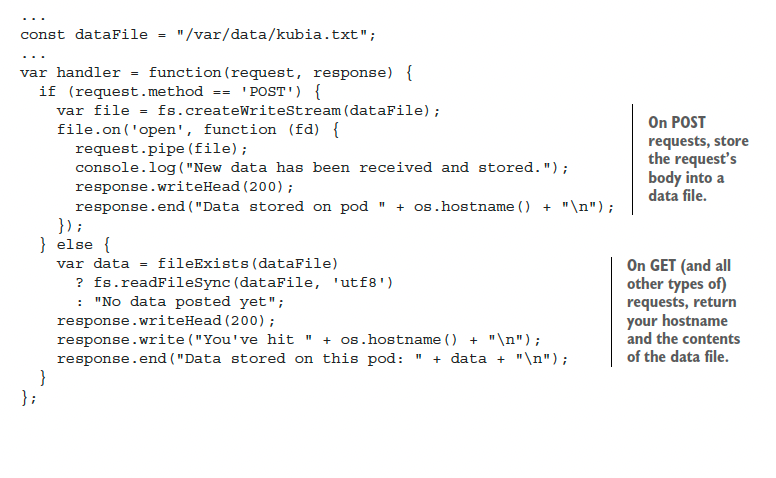 ...
const dataFile = "/var/data/kubia.txt";
...
var handler = function(request, response) {
  if (request.method == 'POST') {
    var file = fs.createWriteStream(dataFile);
    file.on('open', function (fd) {
      request.pipe(file);
      console.log("New data has been received and stored.");
      response.writeHead(200);
      response.end("Data stored on pod " + os.hostname() + "\n");
    });
  } else {
    var data = fileExists(dataFile)
      ? fs.readFileSync(dataFile, 'utf8')
      : "No data posted yet";
    response.writeHead(200);
    response.write("You've hit " + os.hostname() + "\n");
    response.end("Data stored on this pod: " + data + "\n");
  }
};
On POST
requests, store
the request's
body into a
data file.
On GET (and all
other types of)
requests, return
your hostname
and the contents
of the data file.